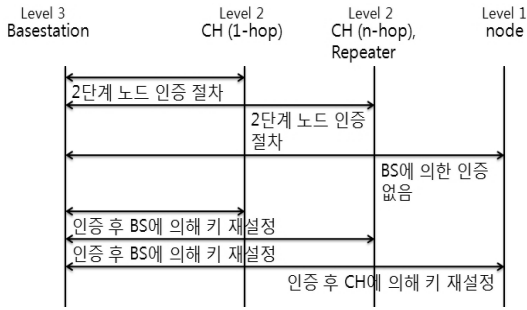 Level 3
Basestation
Level 2
CH (1-hop)
Level 2
CH (n-hop),
Repeater
Level 1
node
2단계 노드 인증 절차
2단계 노드 인증
절차
BS에 의한 인증
없음
인증 후 BS에 의해 키 재설정
인증 후 BS에 의해 키 재설정
인증 후 CH에 의해 키 재설정